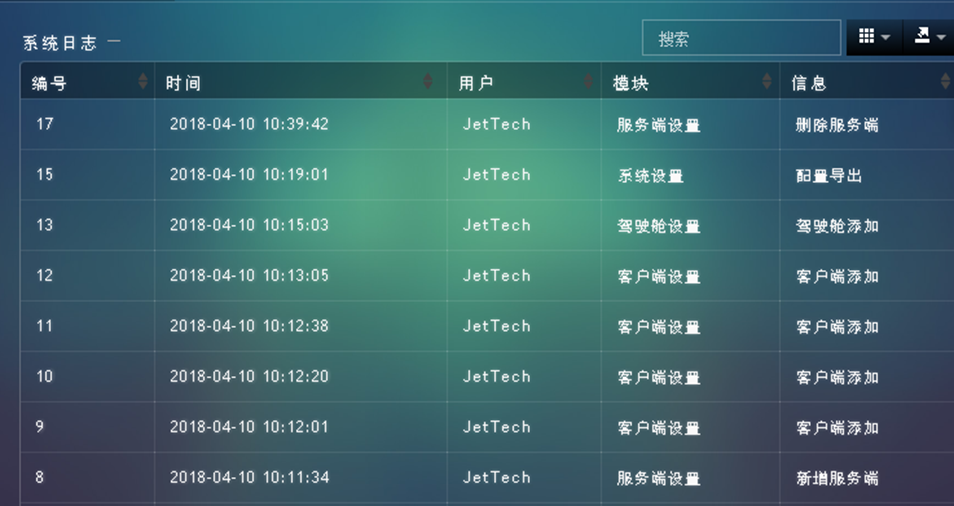 系统日志
搜索
编号 时间 用户 模块 信息
17 2018-04-10 10:39:42 JetTech 服务端设置 删除服务端
15 2018-04-10 10:19:01 JetTech 系统设置 配置导出
13 2018-04-10 10:15:03 JetTech 驾驶舱设置 驾驶舱添加
12 2018-04-10 10:13:05 JetTech 客户端设置 客户端添加
11 2018-04-10 10:12:38 JetTech 客户端设置 客户端添加
10 2018-04-10 10:12:20 JetTech 客户端设置 客户端添加
9 2018-04-10 10:12:01 JetTech 客户端设置 客户端添加
8 2018-04-10 10:11:34 JetTech 服务端设置 新增服务端